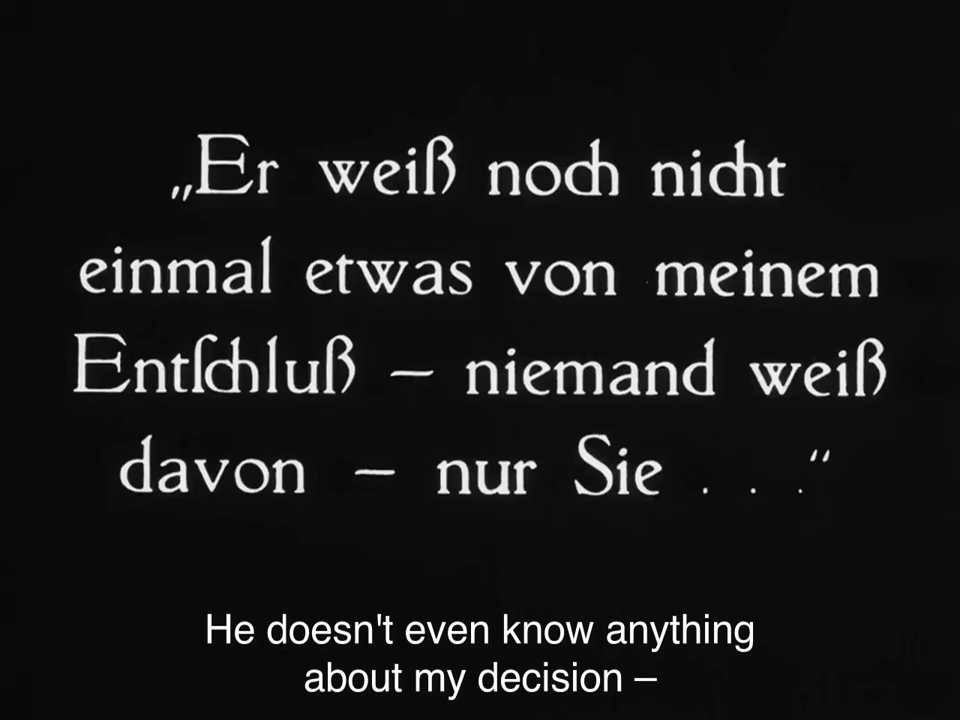 „Er weiß noch nicht
einmal etwas von meinem
Entſchluß – niemand weiß
davon – nur Sie . . .“
He doesn't even know anything
about my decision –